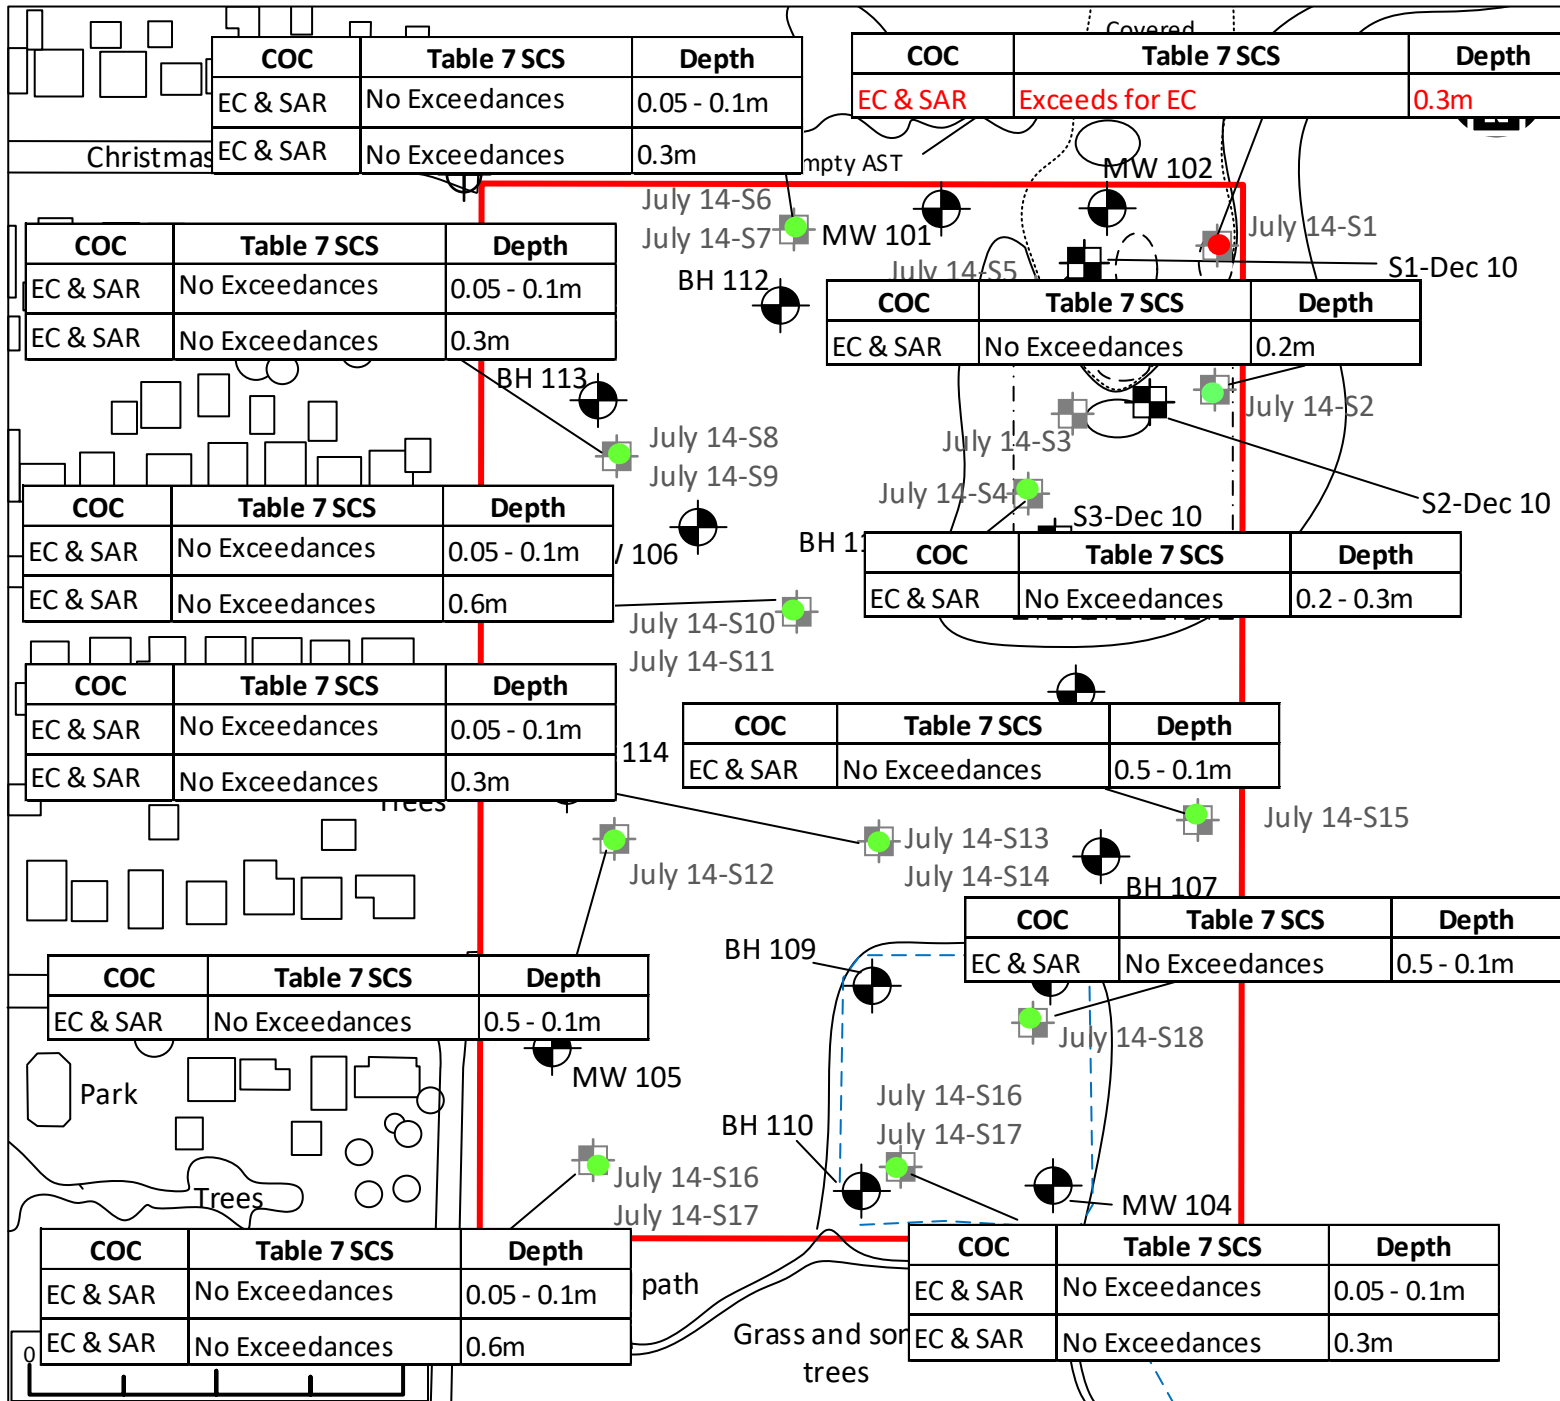 Covered
COC Table 7 SCS Depth
EC & SAR No Exceedances 0.05 - 0.1m
EC & SAR No Exceedances 0.3m
COC Table 7 SCS Depth
EC & SAR Exceeds for EC 0.3m
Christmas
mpty AST
MW 102
July 14-S6
July 14-S7
MW 101
July 14-S1
S1-Dec 10
July 14-S5
BH 112
COC Table 7 SCS Depth
EC & SAR No Exceedances 0.05 - 0.1m
EC & SAR No Exceedances 0.3m
COC Table 7 SCS Depth
EC & SAR No Exceedances 0.2m
BH 113
July 14-S2
July 14-S3
July 14-S8
July 14-S9
July 14-S4
S2-Dec 10
S3-Dec 10
BH 11
COC Table 7 SCS Depth
EC & SAR No Exceedances 0.05 - 0.1m
EC & SAR No Exceedances 0.6m
106
COC Table 7 SCS Depth
EC & SAR No Exceedances 0.2 - 0.3m
July 14-S10
July 14-S11
COC Table 7 SCS Depth
EC & SAR No Exceedances 0.05 - 0.1m
EC & SAR No Exceedances 0.3m
114
COC Table 7 SCS Depth
EC & SAR No Exceedances 0.5 - 0.1m
Trees
July 14-S15
July 14-S13
July 14-S14
July 14-S12
BH 107
COC Table 7 SCS Depth
EC & SAR No Exceedances 0.5 - 0.1m
BH 109
COC Table 7 SCS Depth
EC & SAR No Exceedances 0.5 - 0.1m
July 14-S18
MW 105
Park
July 14-S16
July 14-S17
BH 110
July 14-S16
July 14-S17
Trees
MW 104
COC Table 7 SCS Depth
EC & SAR No Exceedances 0.05 - 0.1m
EC & SAR No Exceedances 0.6m
path
COC Table 7 SCS Depth
EC & SAR No Exceedances 0.05 - 0.1m
EC & SAR No Exceedances 0.3m
Grass and som
trees
0